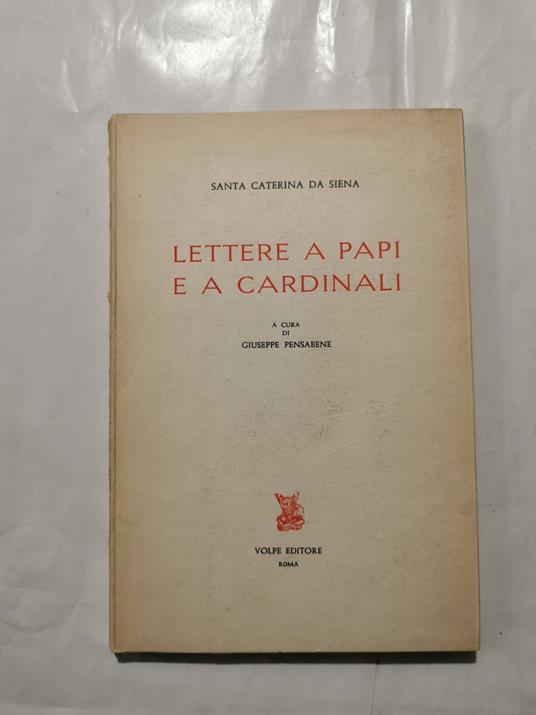 SANTA CATERINA DA SIENA
LETTERE A PAPI
E A CARDINALI
A CURA
DI
GIUSEPPE PENSABENE
VOLPE EDITORE
ROMA